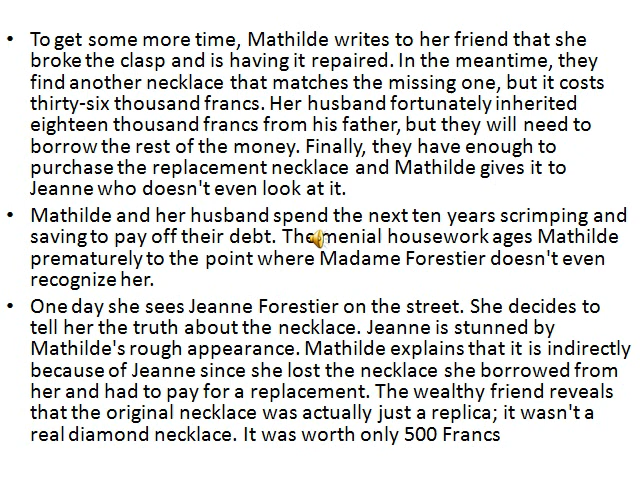 • To get some more time, Mathilde writes to her friend that she
broke the clasp and is having it repaired. In the meantime, they
find another necklace that matches the missing one, but it costs
thirty-six thousand francs. Her husband fortunately inherited
eighteen thousand francs from his father, but they will need to
borrow the rest of the money. Finally, they have enough to
purchase the replacement necklace and Mathilde gives it to
Jeanne who doesn't even look at it.
• Mathilde and her husband spend the next ten years scrimping and
saving to pay off their debt. The menial housework ages Mathilde
prematurely to the point where Madame Forestier doesn't even
recognize her.
• One day she sees Jeanne Forestier on the street. She decides to
tell her the truth about the necklace. Jeanne is stunned by
Mathilde's rough appearance. Mathilde explains that it is indirectly
because of Jeanne since she lost the necklace she borrowed from
her and had to pay for a replacement. The wealthy friend reveals
that the original necklace was actually just a replica; it wasn't a
real diamond necklace. It was worth only 500 Francs